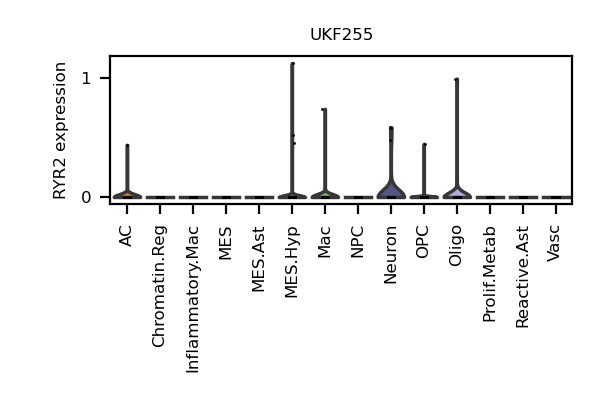 UKF255
RYR2 expression
1
0
AC
Chromatin.Reg
Inflammatory.Mac
MES
MES.Ast
MES.Hyp
Mac
NPC
Neuron
OPC
Oligo
Prolif.Metab
Reactive.Ast
Vasc